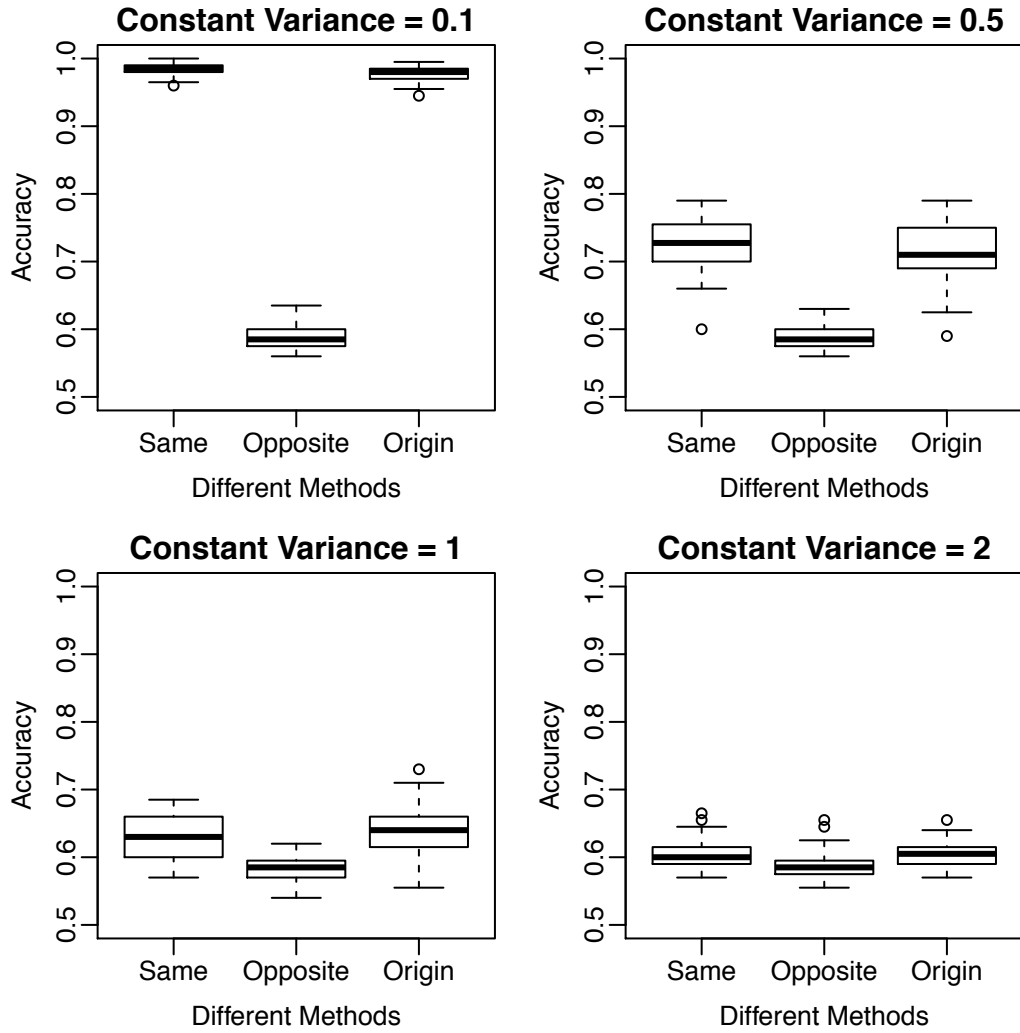 Constant Variance = 0.1
Accuracy
1.0
0.9
0.8
0.7
0.6
0.5
Same Opposite Origin
Different Methods
Constant Variance = 0.5
Accuracy
1.0
0.9
0.8
0.7
0.6
0.5
Same Opposite Origin
Different Methods
Constant Variance = 1
Accuracy
1.0
0.9
0.8
0.7
0.6
0.5
Same Opposite Origin
Different Methods
Constant Variance = 2
Accuracy
1.0
0.9
0.8
0.7
0.6
0.5
Same Opposite Origin
Different Methods